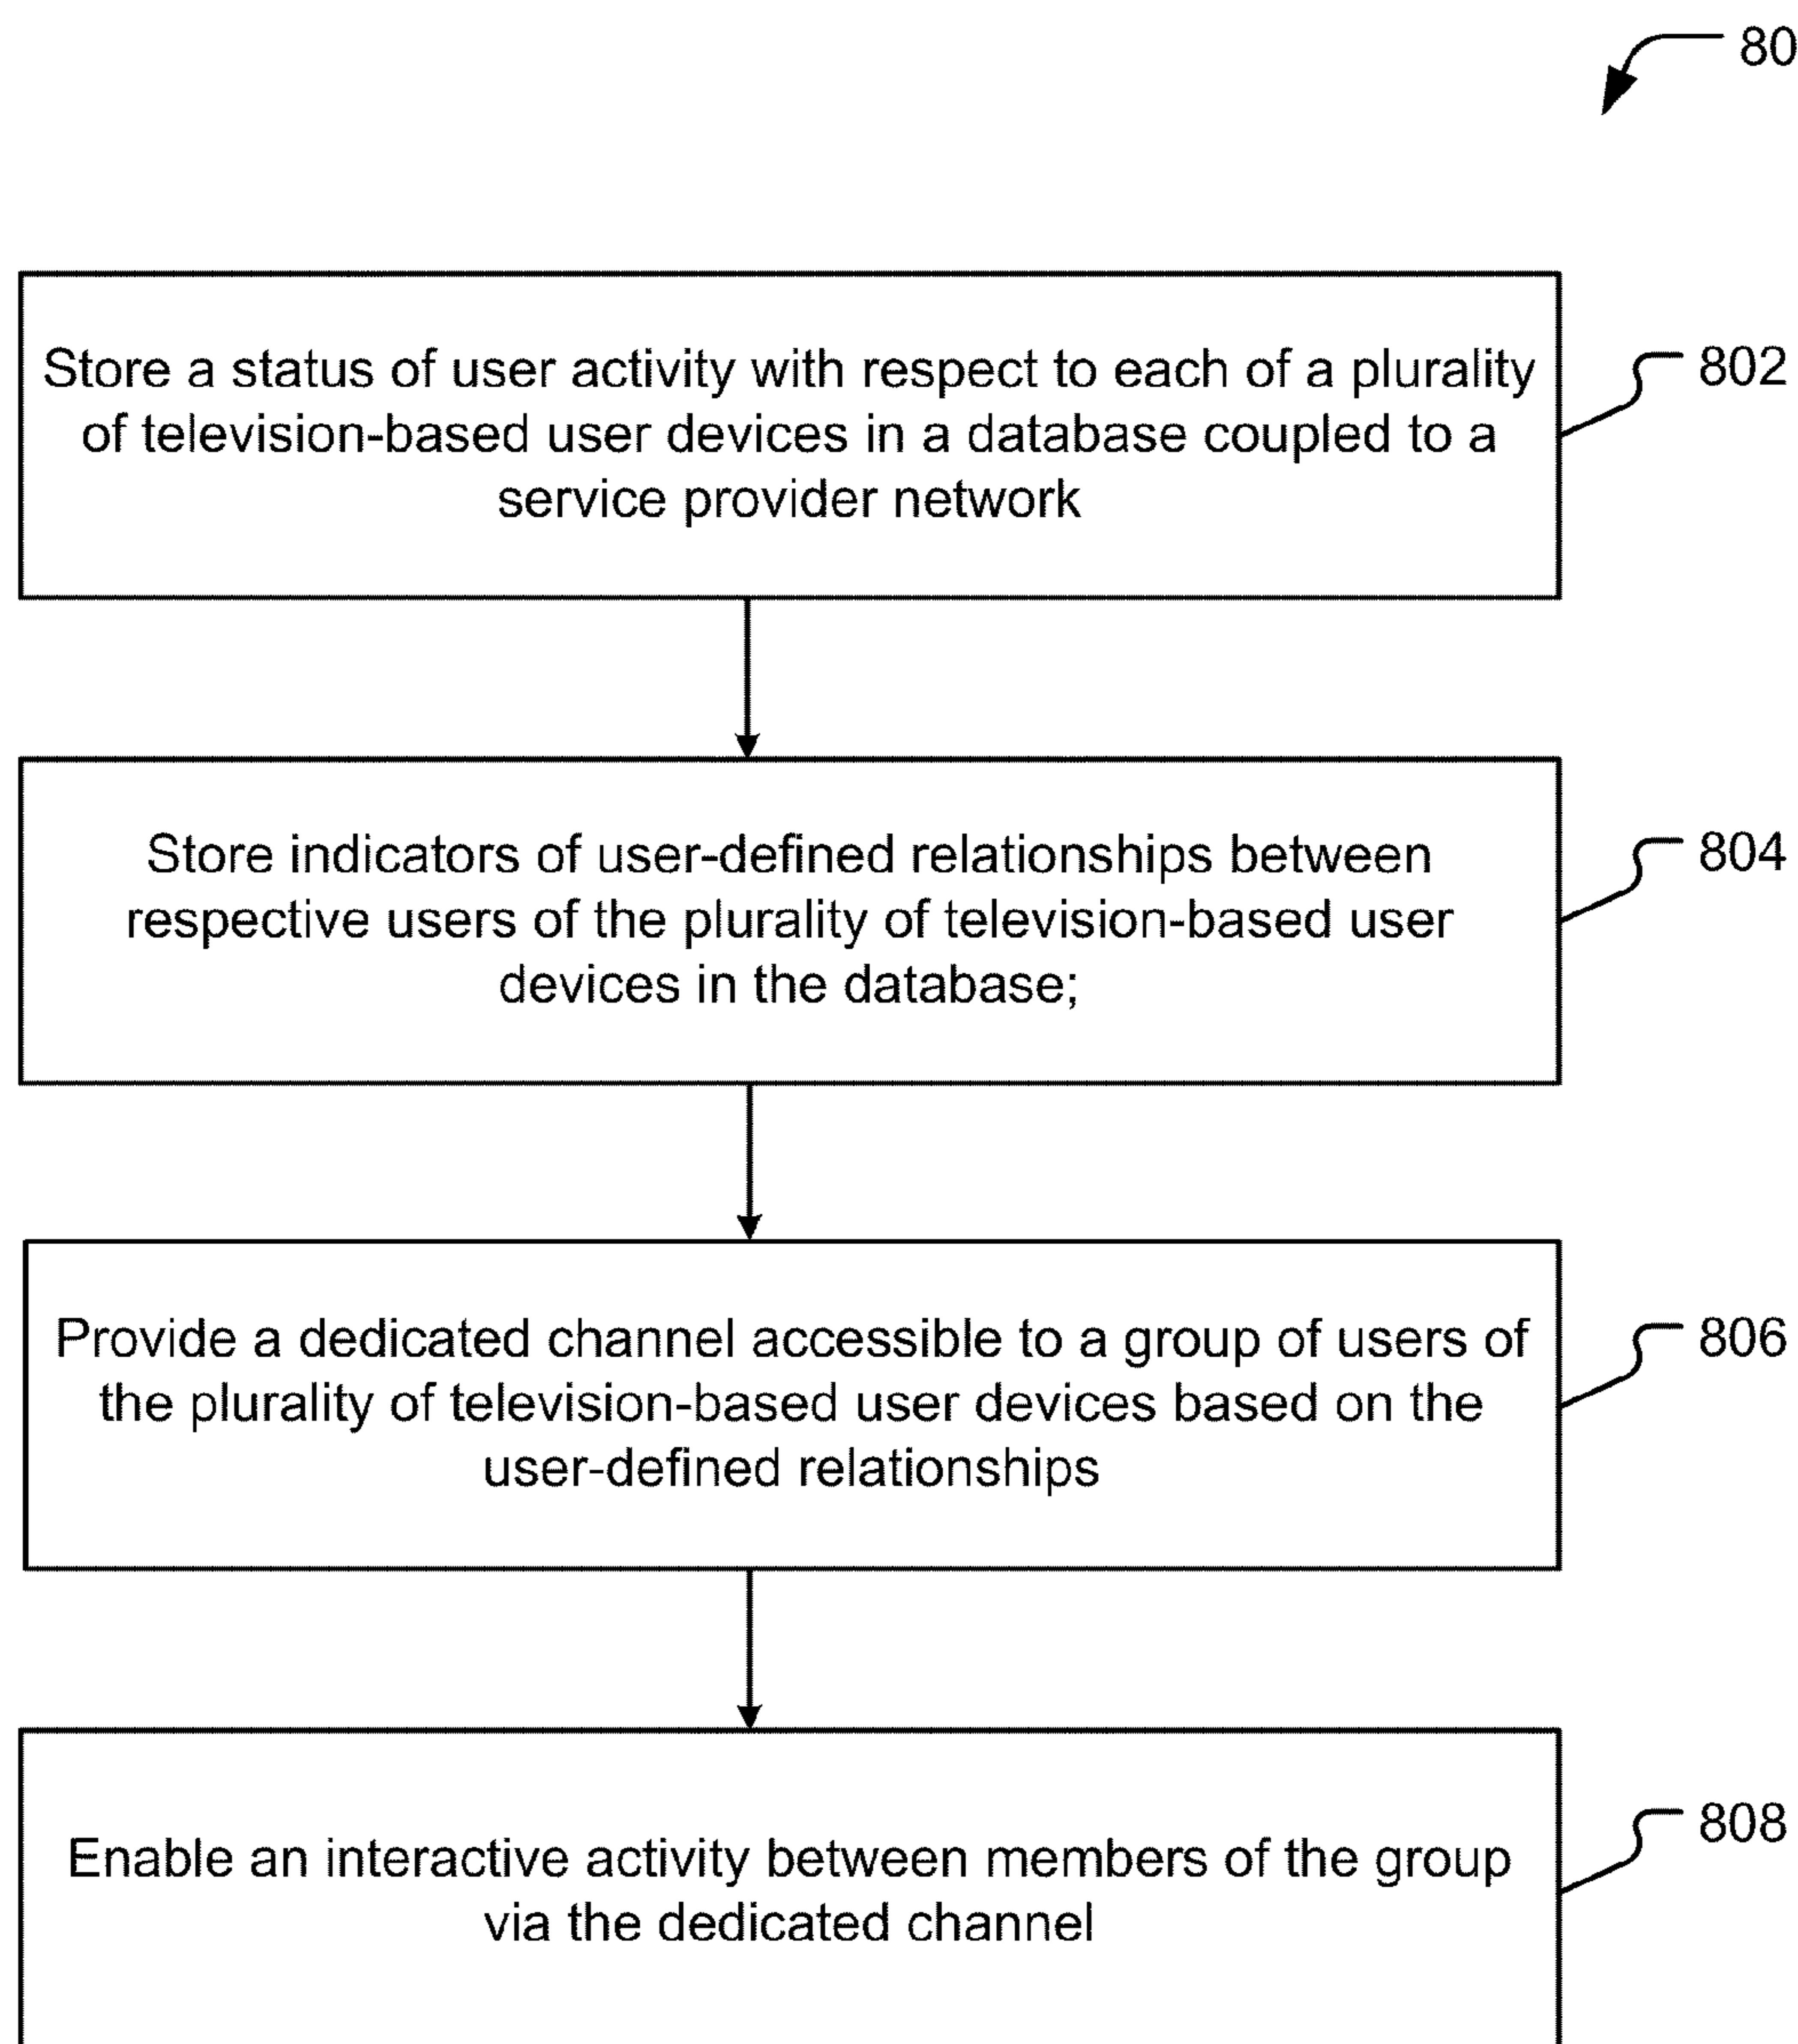 80
Store a status of user activity with respect to each of a plurality
of television-based user devices in a database coupled to a
service provider network
802
Store indicators of user-defined relationships between
respective users of the plurality of television-based user
devices in the database;
804
Provide a dedicated channel accessible to a group of users of
the plurality of television-based user devices based on the
user-defined relationships
806
Enable an interactive activity between members of the group
via the dedicated channel
808